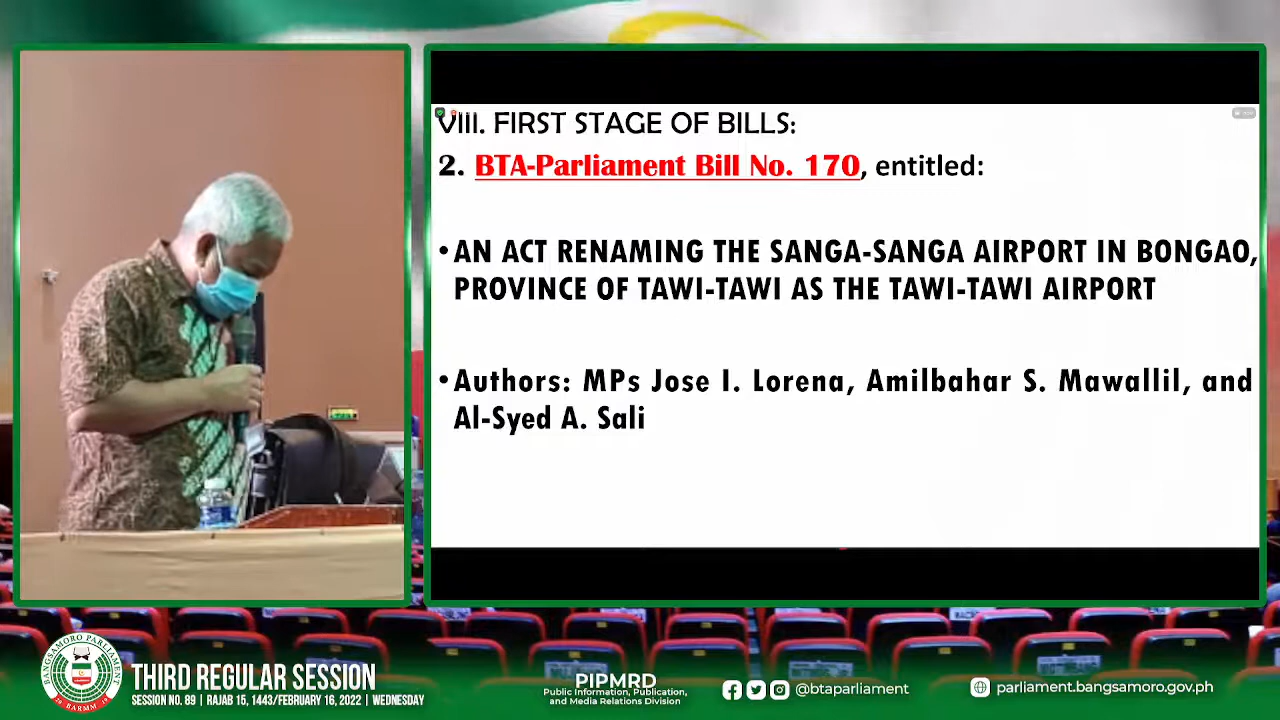 VIII. FIRST STAGE OF BILLS:
2. BTA-Parliament Bill No. 170, entitled:
• AN ACT RENAMING THE SANGA-SANGA AIRPORT IN BONGAO,
PROVINCE OF TAWI-TAWI AS THE TAWI-TAWI AIRPORT
• Authors: MPs Jose I. Lorena, Amilbahar S. Mawallil, and
Al-Syed A. Sali
BANGSAMORO PARLIAMENT
BARMM
THIRD REGULAR SESSION
SESSION NO. 89 | RAJAB 15, 1443/FEBRUARY 16, 2022 | WEDNESDAY
PIPMRD
Public Information, Publication,
and Media Relations Division
@btaparliament
parliament.bangsamoro.gov.ph